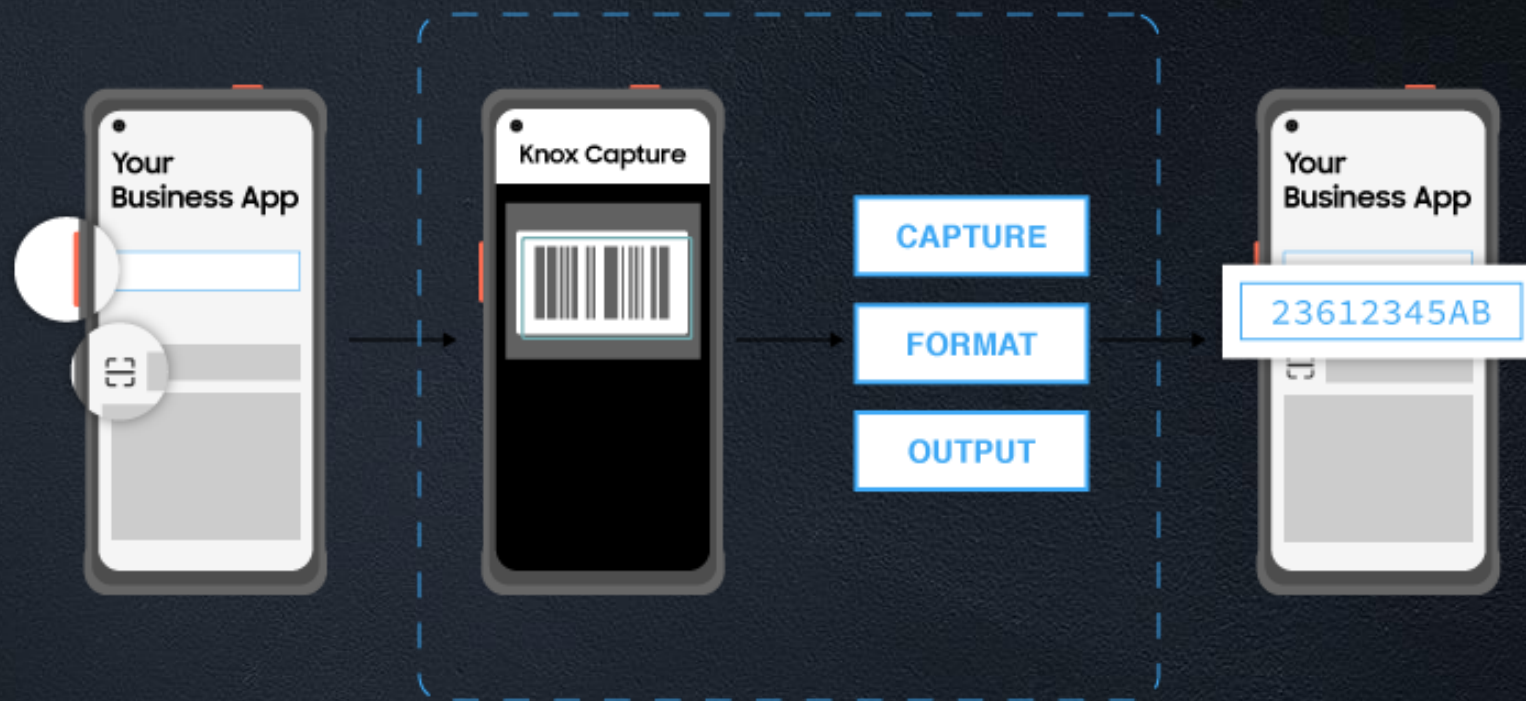 Your
Business App
Knox Capture
CAPTURE
FORMAT
OUTPUT
Your
Business App
23612345AB